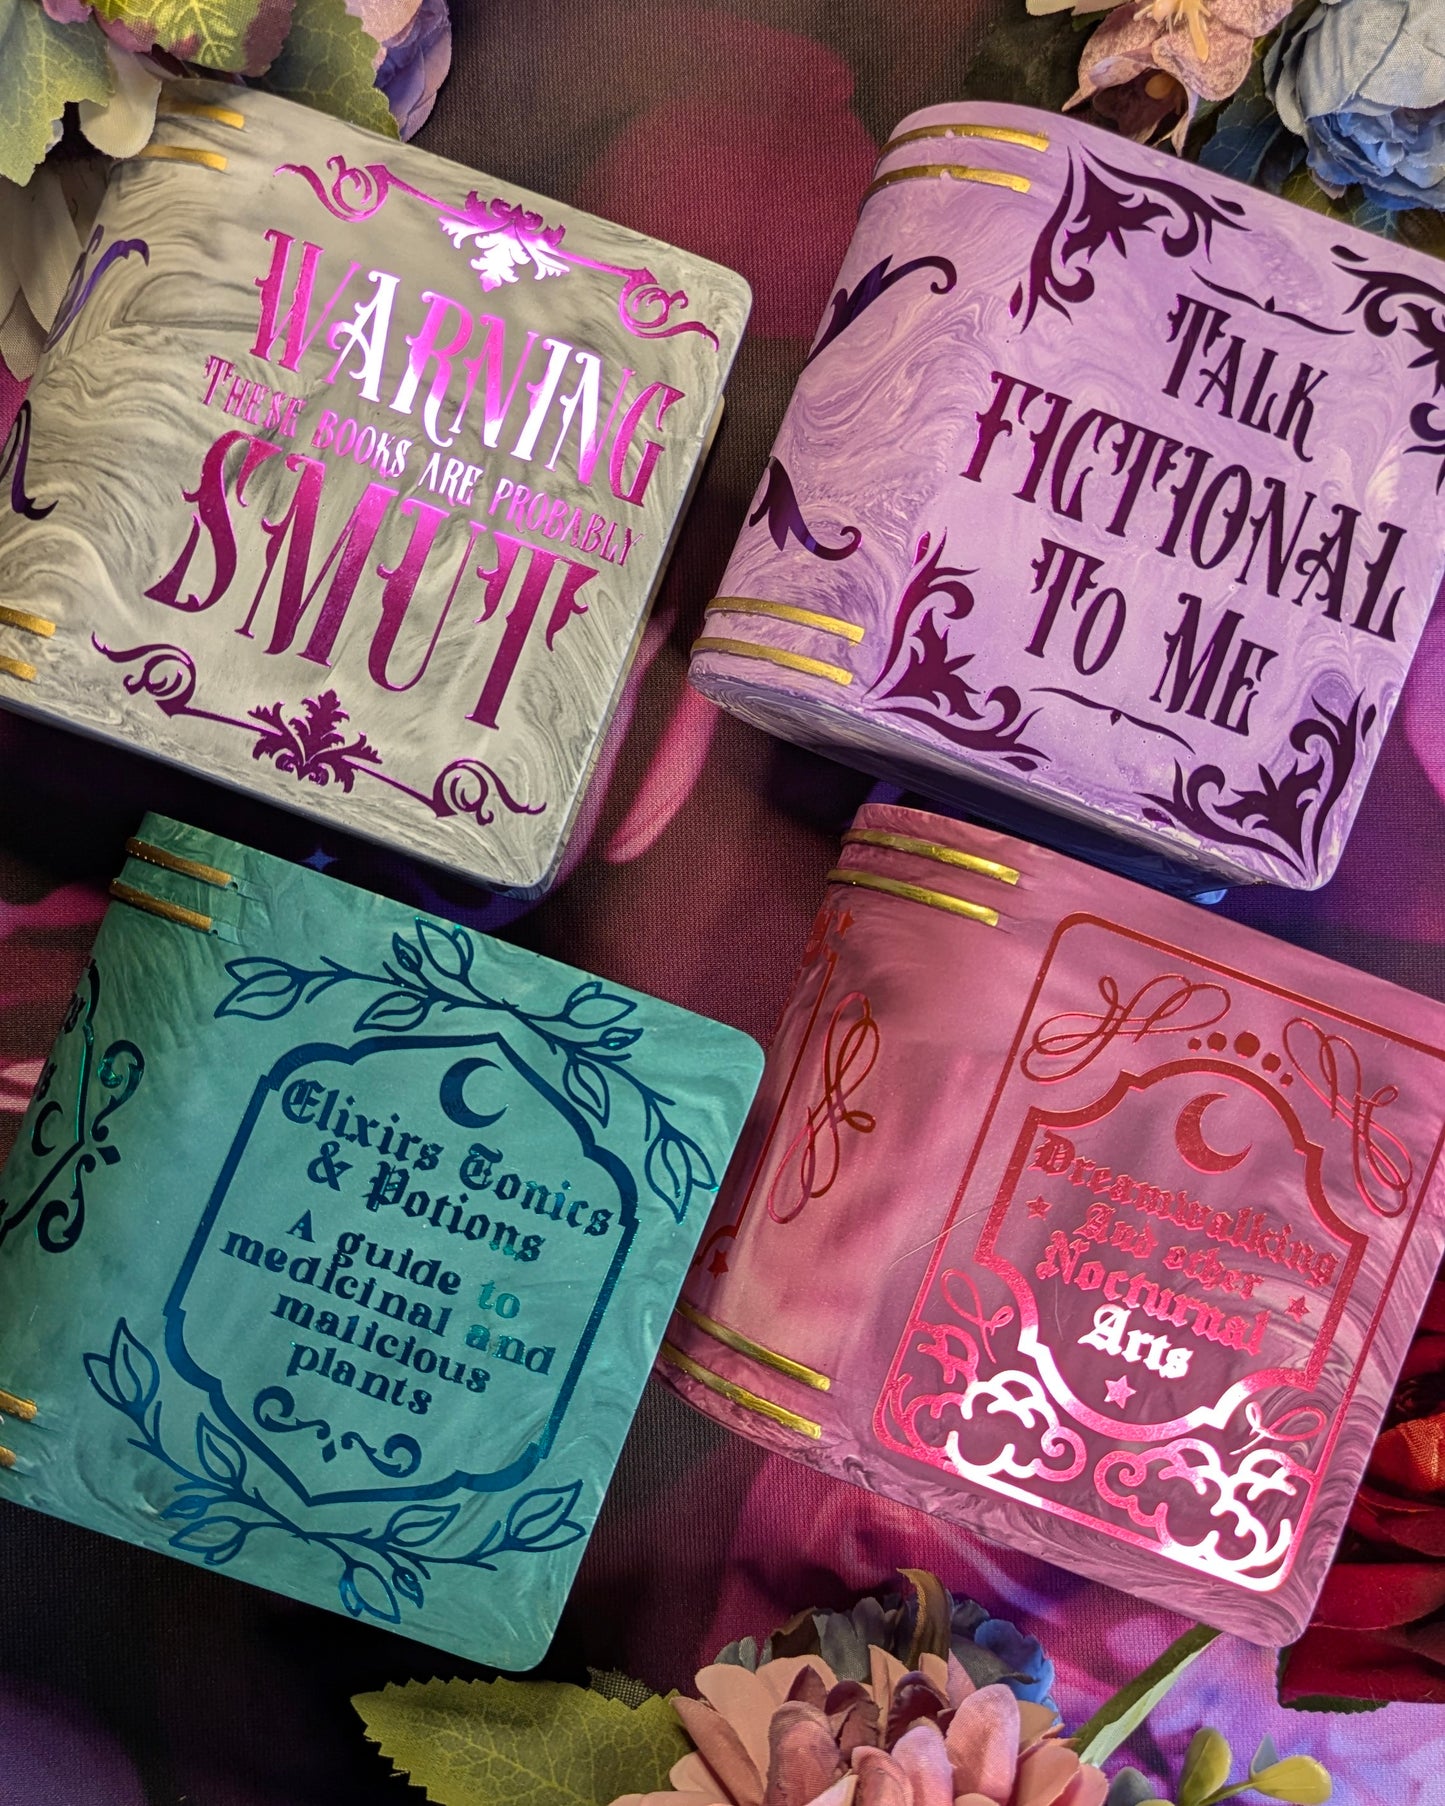 WARNING
THESE BOOKS ARE PROBABLY
SMUT
TALK
FICTIONAL
TO ME
Elixirs Tonics
& Potions
A guide to
medicinal and
malicious
plants
Dreamwalking
And other
Nocturnal
Arts